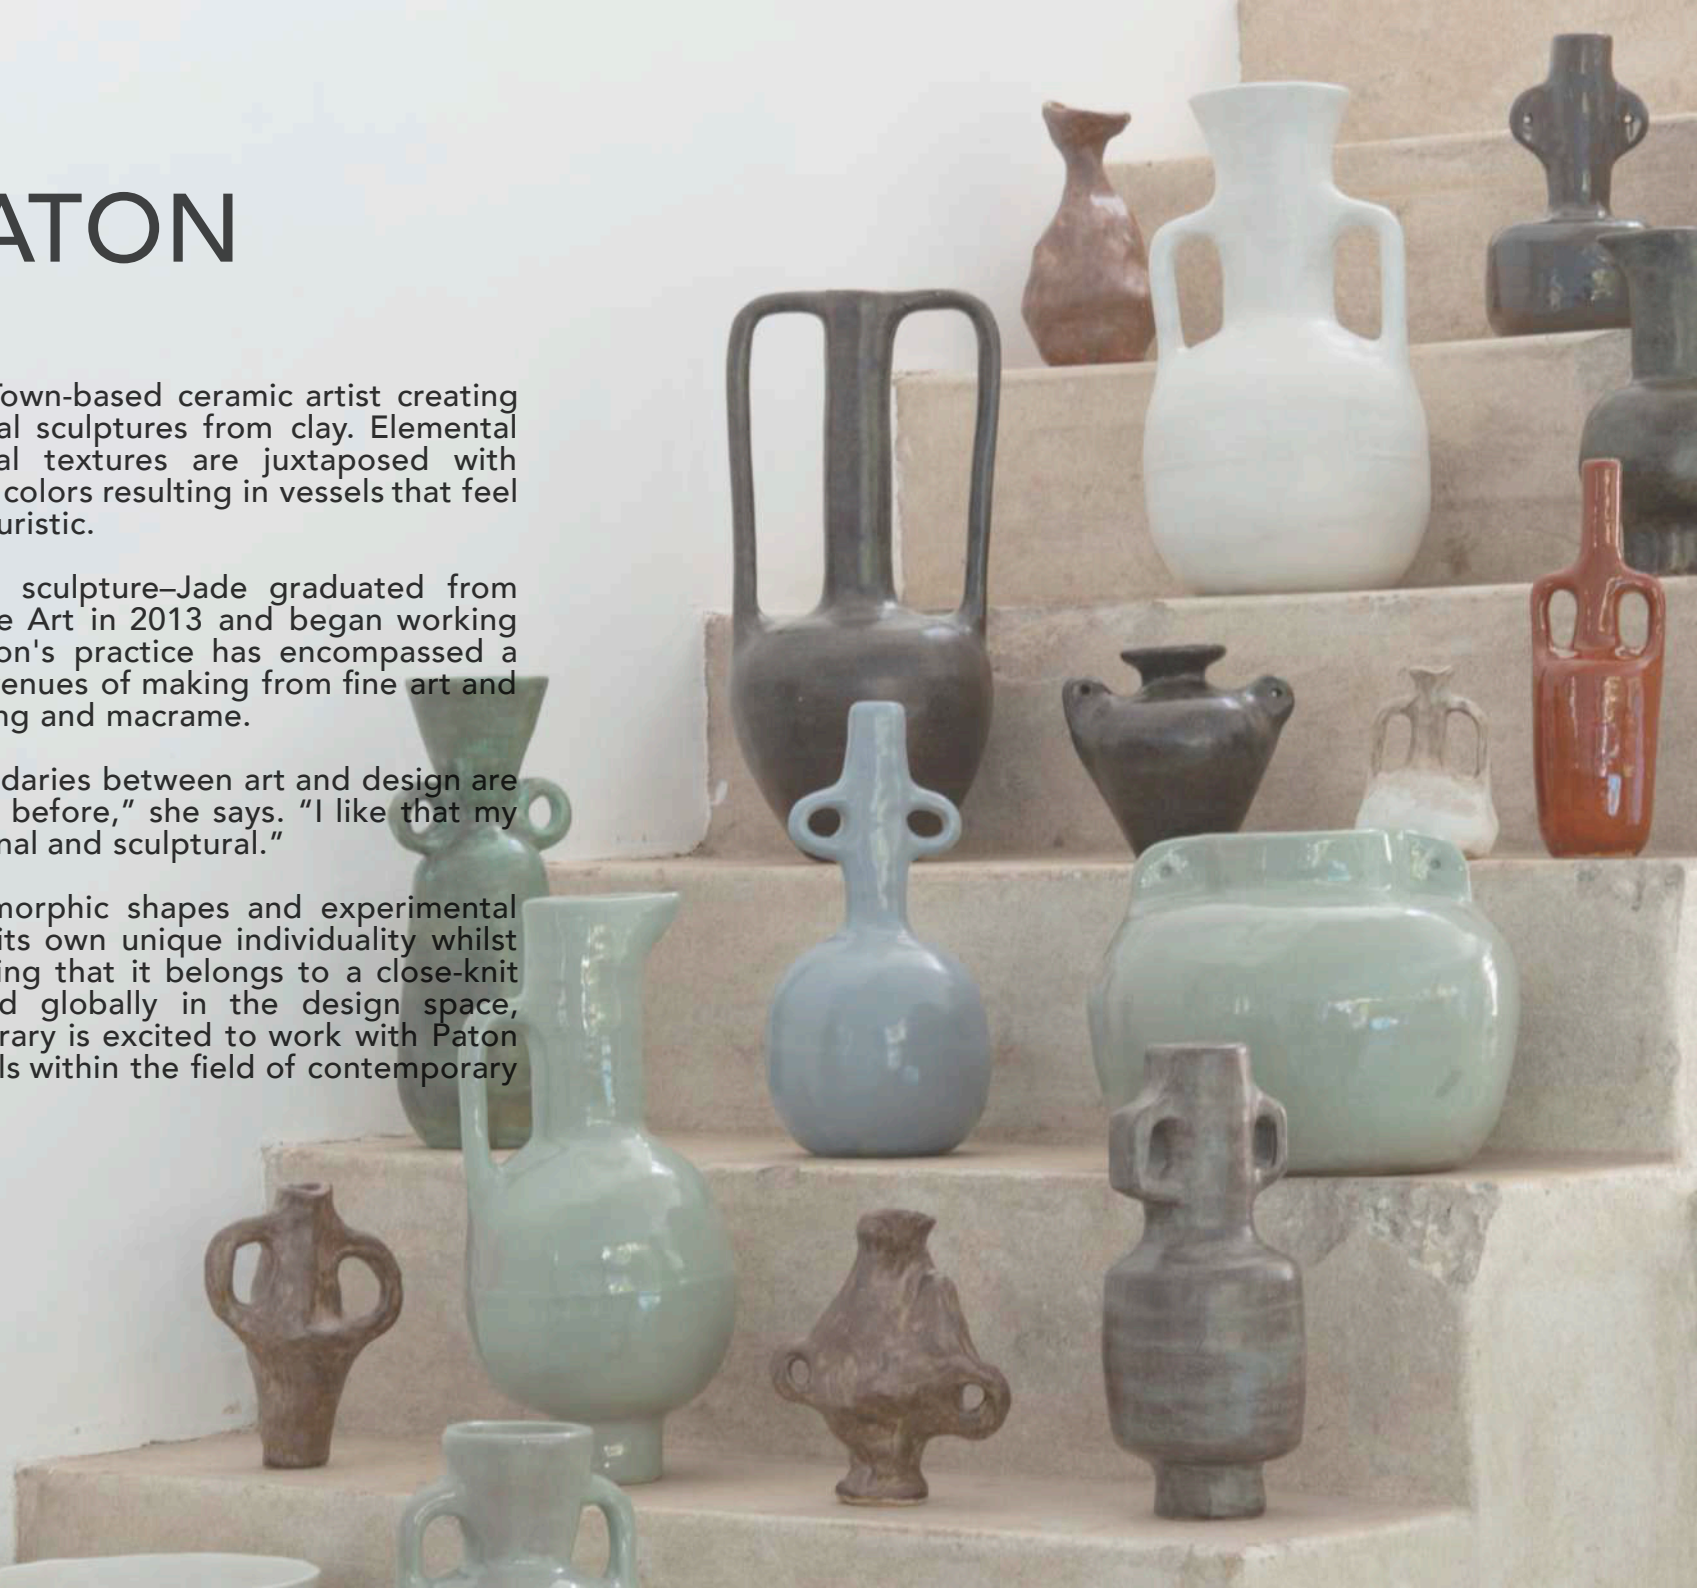 ATON
Town-based ceramic artist creating
al sculptures from clay. Elemental
al textures are juxtaposed with
colors resulting in vessels that feel
uristic.
sculpture–Jade graduated from
e Art in 2013 and began working
on's practice has encompassed a
enues of making from fine art and
ng and macrame.
daries between art and design are
before,” she says. “I like that my
nal and sculptural.”
morphic shapes and experimental
its own unique individuality whilst
ing that it belongs to a close-knit
d globally in the design space,
rary is excited to work with Paton
ls within the field of contemporary